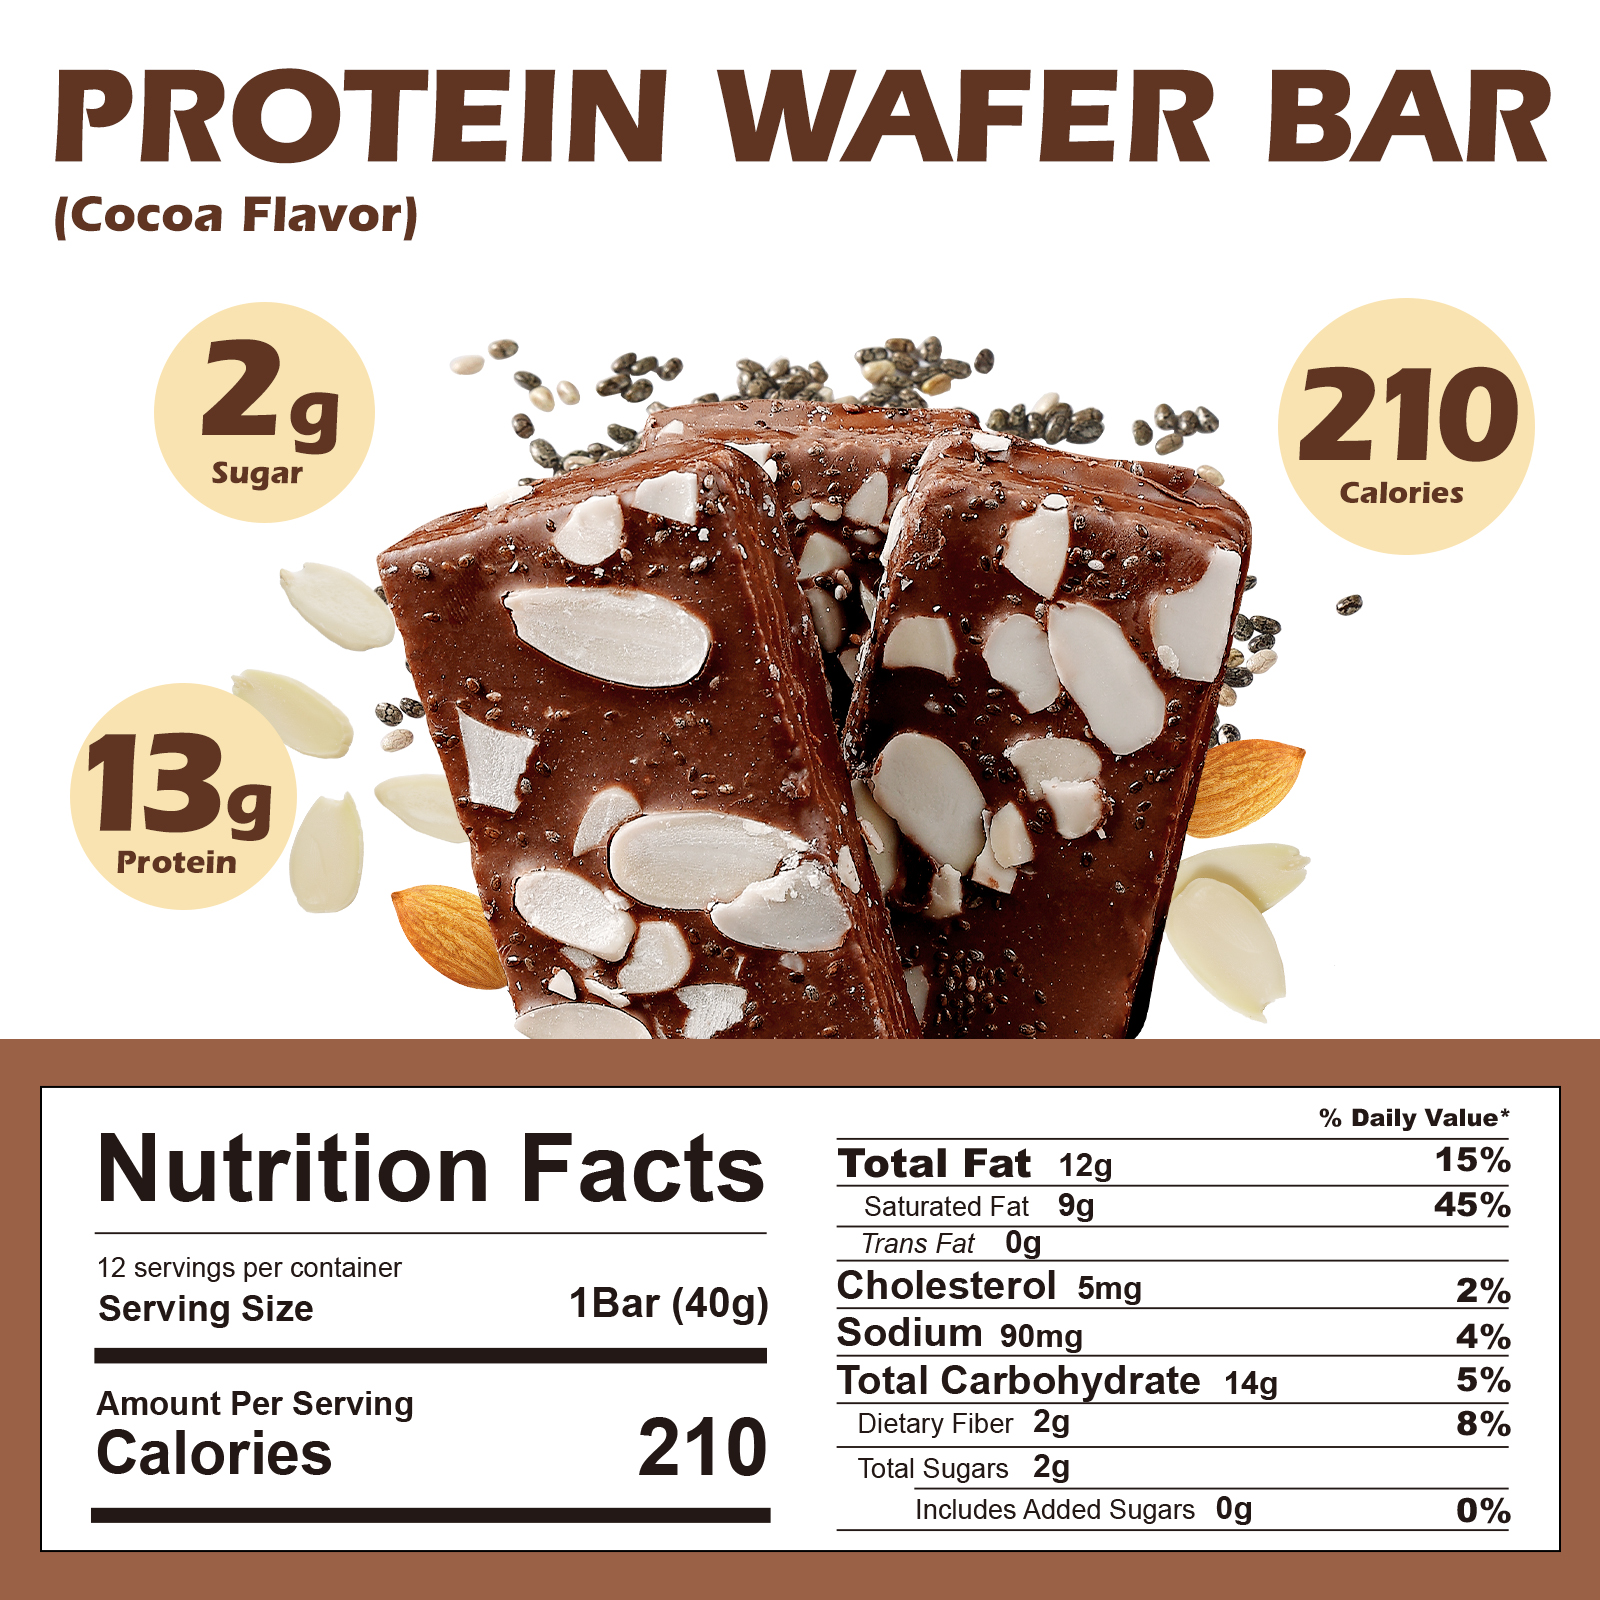 PROTEIN WAFER BAR
(Cocoa Flavor)
2g
Sugar
210
Calories
13g
Protein
Nutrition Facts
12 servings per container
Serving Size 1Bar (40g)
Amount Per Serving
Calories 210
% Daily Value*
Total Fat 12g 15%
Saturated Fat 9g 45%
Trans Fat 0g
Cholesterol 5mg 2%
Sodium 90mg 4%
Total Carbohydrate 14g 5%
Dietary Fiber 2g 8%
Total Sugars 2g
Includes Added Sugars 0g 0%